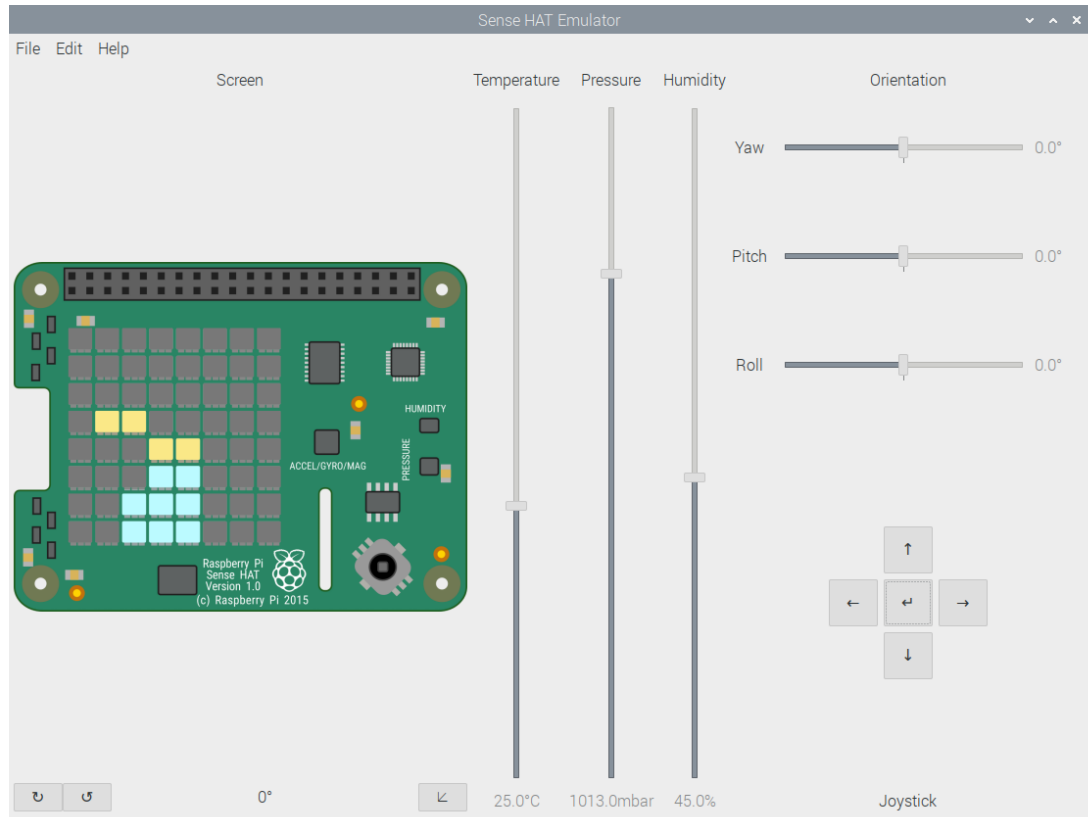 Sense HAT Emulator
File Edit Help
Screen
Temperature
Pressure
Humidity
Orientation
Yaw
0.0°
Pitch
0.0°
Roll
0.0°
HUMIDITY
PRESSURE
ACCEL/GYRO/MAG
Raspberry Pi
Sense HAT
Version 1.0
(c) Raspberry Pi 2015
↑
← ↵ →
↓
↻ ↺
0°
25.0°C
1013.0mbar
45.0%
Joystick